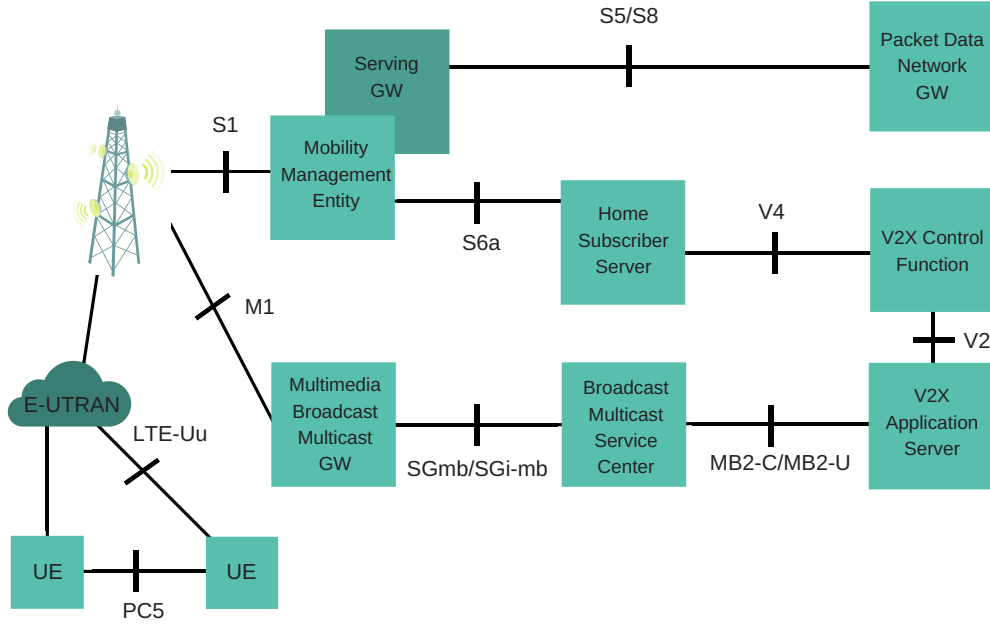 S5/S8
Serving
GW
Packet Data
Network
GW
S1
Mobility
Management
Entity
S6a
Home
Subscriber
Server
V4
V2X Control
Function
V2
M1
E-UTRAN
LTE-Uu
Multimedia
Broadcast
Multicast
GW
SGmb/SGi-mb
Broadcast
Multicast
Service
Center
MB2-C/MB2-U
V2X
Application
Server
UE
PC5
UE